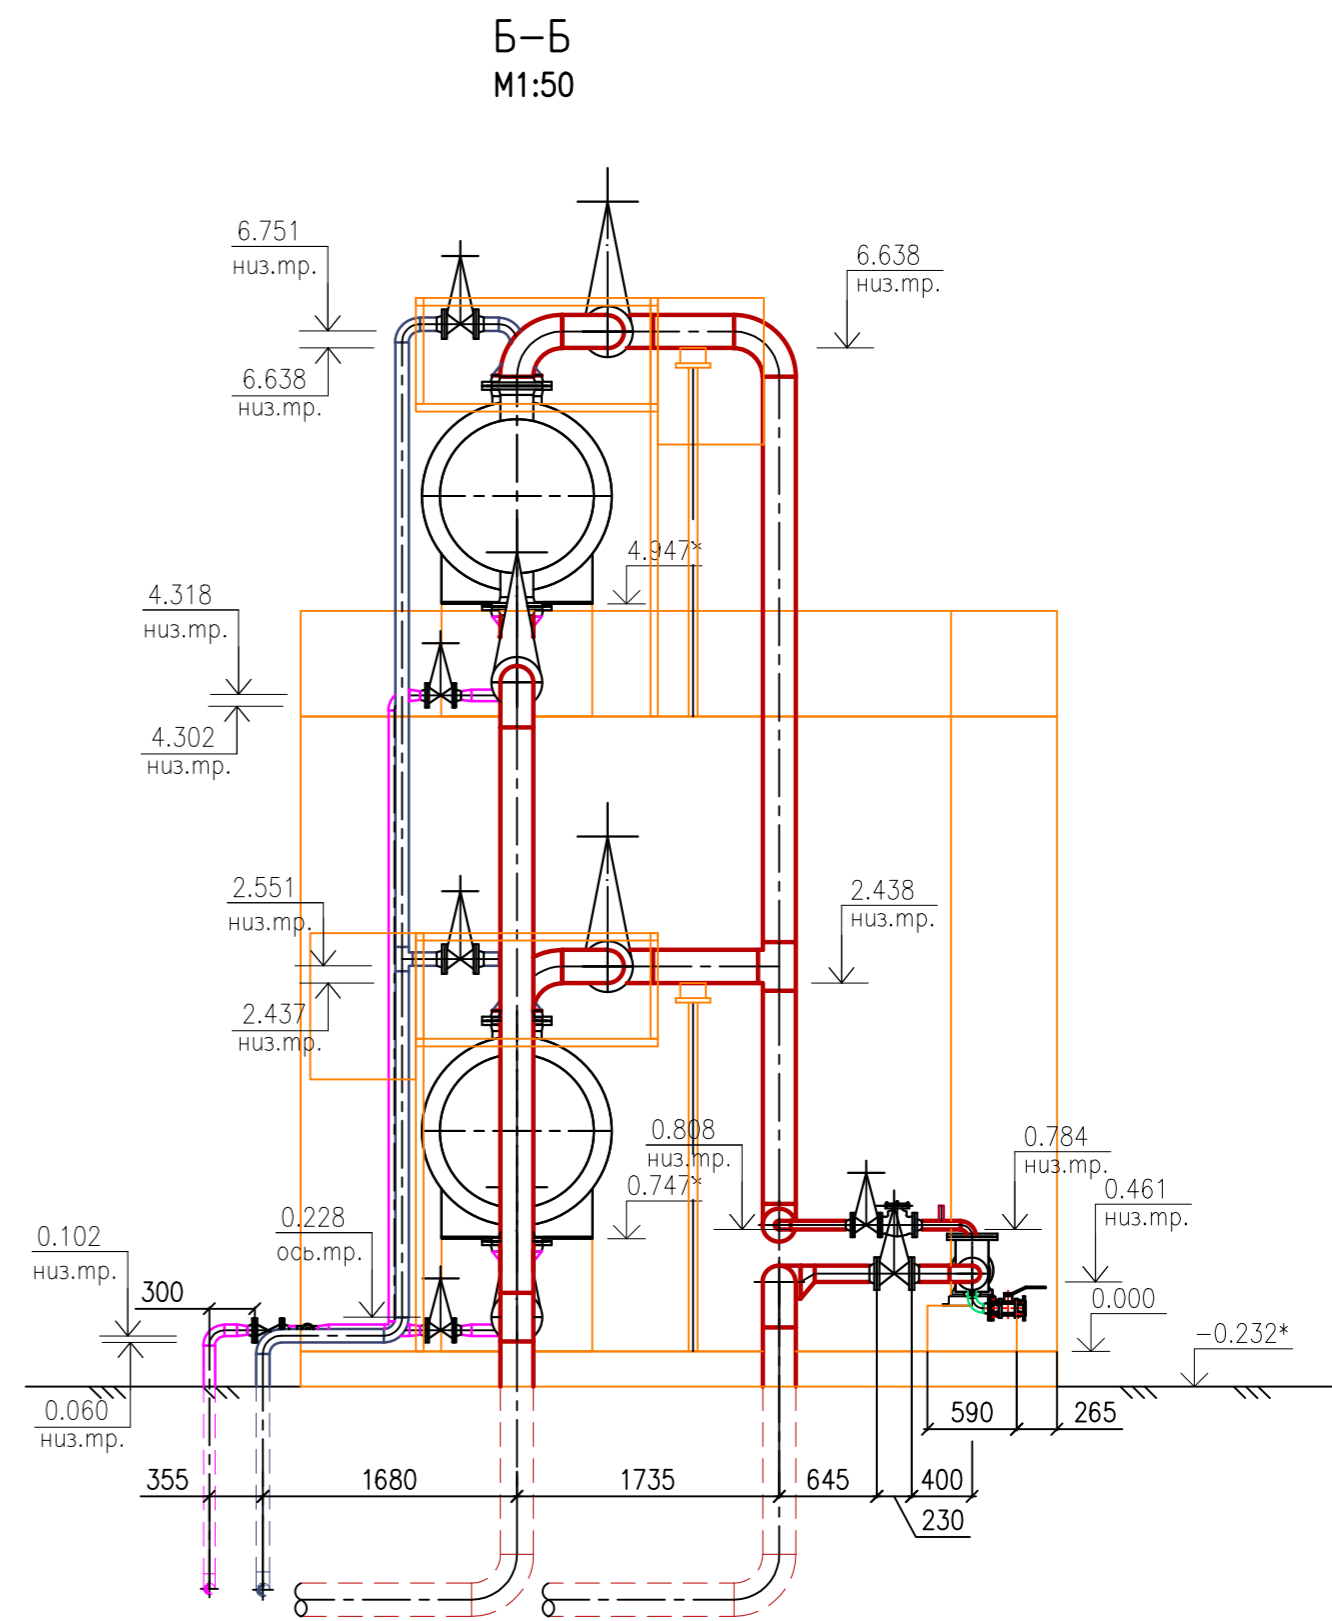 Б–Б
М1:50
6.751
низ.тр.
6.638
низ.тр.
6.638
низ.тр.
4.947*
4.318
низ.тр.
4.302
низ.тр.
2.551
низ.тр.
2.438
низ.тр.
2.437
низ.тр.
0.808
низ.тр.
0.784
низ.тр.
0.747*
0.461
низ.тр.
0.228
ось.тр.
0.102
низ.тр.
300
0.000
-0.232*
0.060
низ.тр.
590
265
355
1680
1735
645
400
230